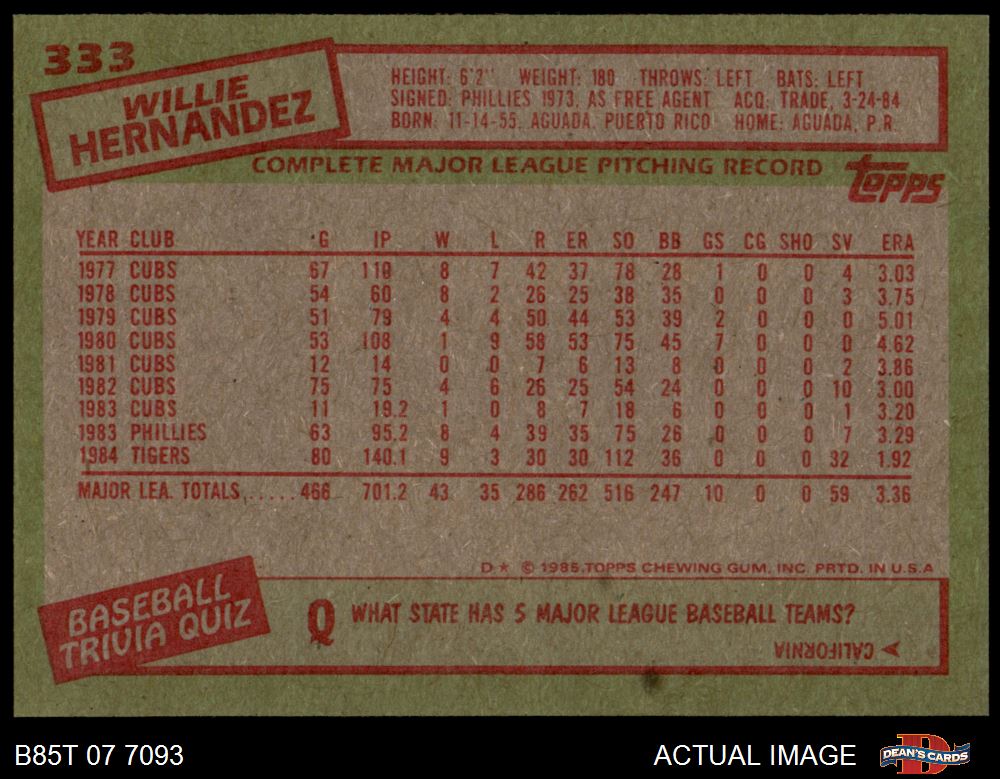 333
WILLIE
HERNANDEZ
HEIGHT: 6'2" WEIGHT: 180 THROWS: LEFT BATS: LEFT
SIGNED: PHILLIES 1973, AS FREE AGENT ACQ: TRADE, 3-24-84
BORN: 11-14-55, AGUADA, PUERTO RICO HOME: AGUADA, P.R.
COMPLETE MAJOR LEAGUE PITCHING RECORD
TOPPS
YEAR CLUB G IP W L R ER SO BB GS CG SHO SV ERA
1977 CUBS 67 110 8 7 42 37 78 28 1 0 0 4 3.03
1978 CUBS 54 60 8 2 26 25 38 35 0 0 0 3 3.75
1979 CUBS 51 79 4 4 50 44 53 39 2 0 0 0 5.01
1980 CUBS 53 108 1 9 58 53 75 45 7 0 0 0 4.62
1981 CUBS 12 14 0 0 7 6 13 8 0 0 0 2 3.86
1982 CUBS 75 75 4 6 26 25 54 24 0 0 0 10 3.00
1983 CUBS 11 19.2 1 0 8 7 18 6 0 0 0 1 3.20
1983 PHILLIES 63 95.2 8 4 39 35 75 26 0 0 0 7 3.29
1984 TIGERS 80 140.1 9 3 30 30 112 36 0 0 0 32 1.92
MAJOR LEA. TOTALS...... 466 701.2 43 35 286 262 516 247 10 0 0 59 3.36
D* © 1985 TOPPS CHEWING GUM, INC. PRTD. IN U.S.A
BASEBALL
TRIVIA QUIZ
Q WHAT STATE HAS 5 MAJOR LEAGUE BASEBALL TEAMS?
CALIFORNIA
B85T 07 7093
ACTUAL IMAGE
DEAN'S CARDS